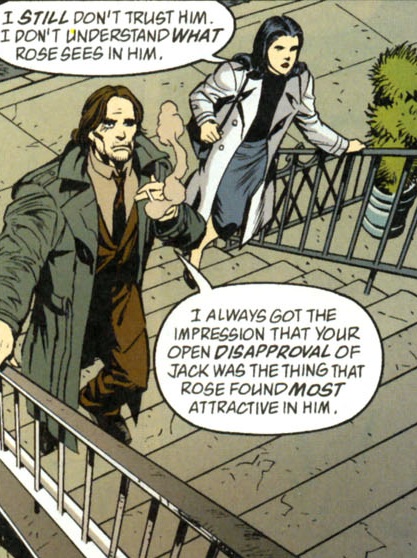 I STILL DON'T TRUST HIM.
I DON'T UNDERSTAND WHAT
ROSE SEES IN HIM.
I ALWAYS GOT THE
IMPRESSION THAT YOUR
OPEN DISAPPROVAL OF
JACK WAS THE THING THAT
ROSE FOUND MOST
ATTRACTIVE IN HIM.